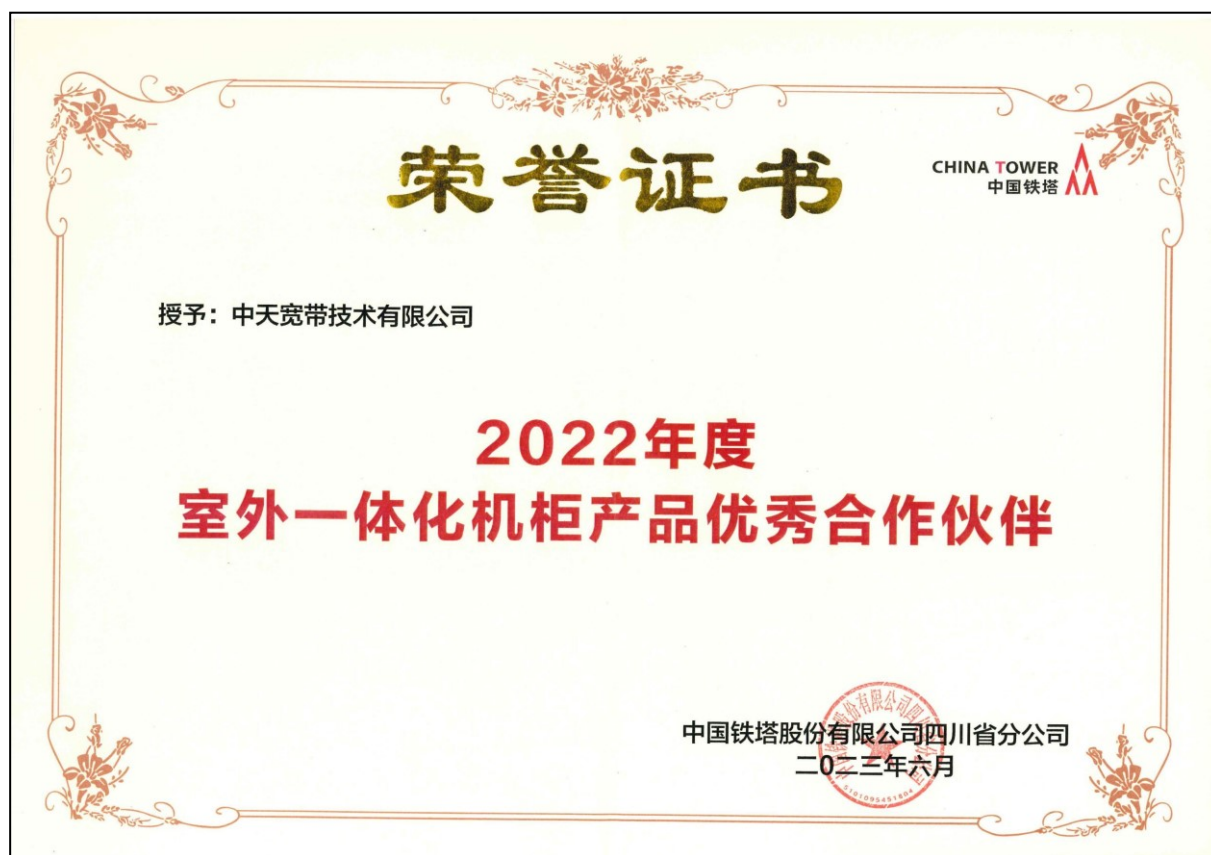 荣誉证书
CHINA TOWER
中国铁塔
授予：中天宽带技术有限公司
2022年度
室外一体化机柜产品优秀合作伙伴
中国铁塔股份有限公司四川省分公司
二0二三年六月